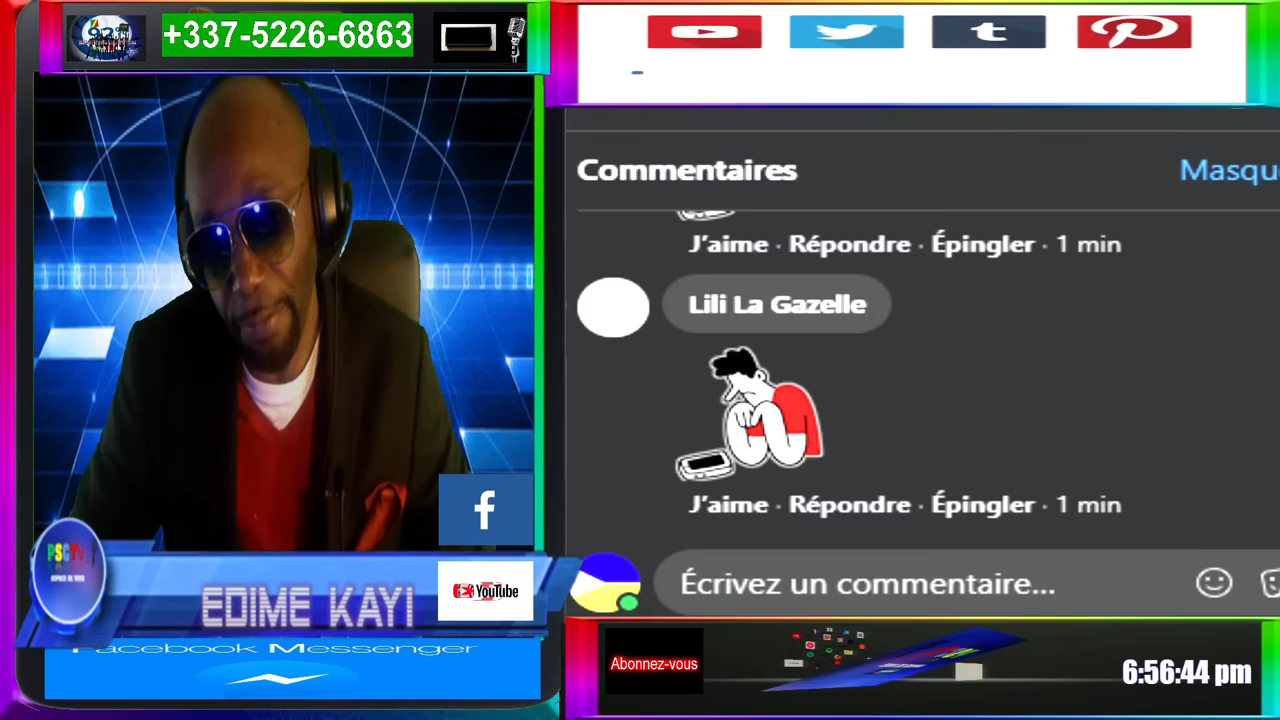 +337-5226-6863
Commentaires
Masqu
J'aime · Répondre · Épingler · 1 min
Lili La Gazelle
J'aime · Répondre · Épingler · 1 min
Écrivez un commentaire...
f
YouTube
PSCTV
EDIME KAYI
Facebook Messenger
Abonnez-vous
6:56:44 pm